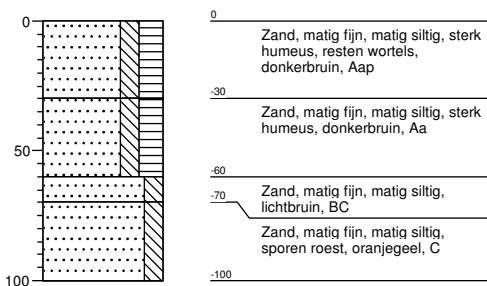 0
50
100
0
Zand, matig fijn, matig siltig, sterk
humeus, resten wortels,
donkerbruin, Aap
-30
Zand, matig fijn, matig siltig, sterk
humeus, donkerbruin, Aa
-60
Zand, matig fijn, matig siltig,
lichtbruin, BC
-70
Zand, matig fijn, matig siltig,
sporen roest, oranjegeel, C
-100